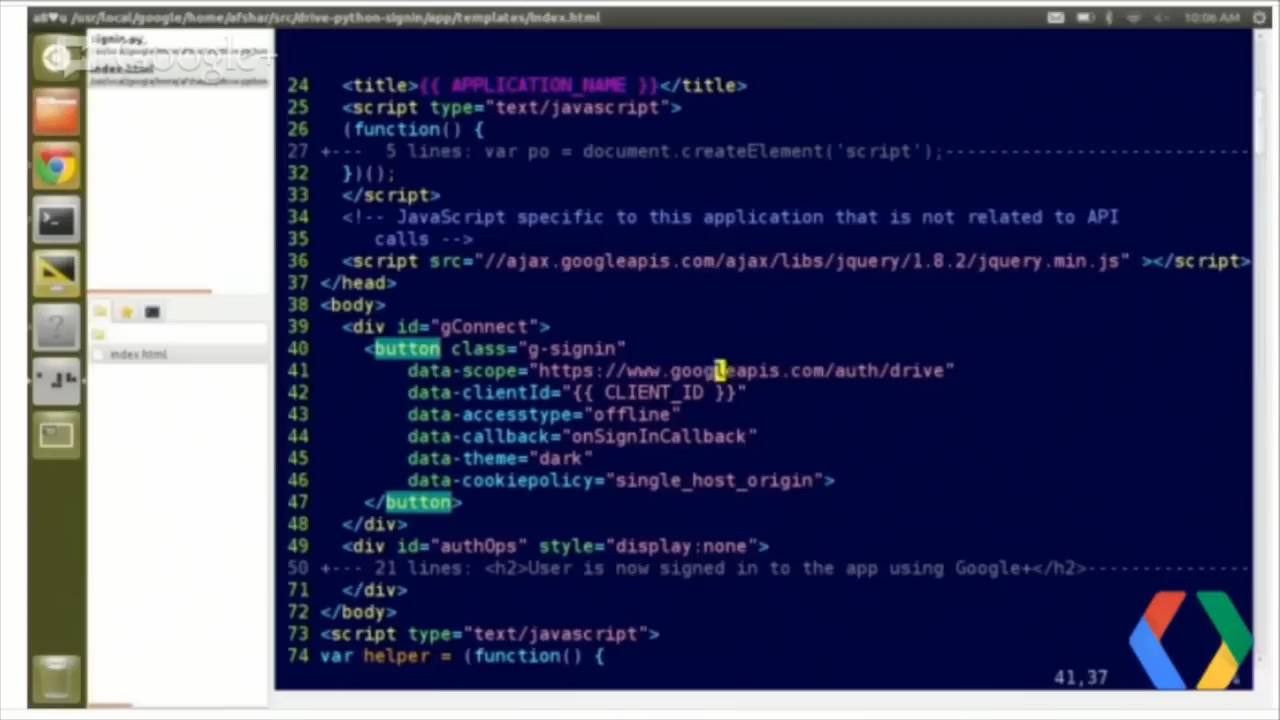 /usr/local/google/home/afshar/src/drive-python-signin/app/templates/index.html
10:06 AM
signin.py
Google+
index.html
index.html
24 <title>{{ APPLICATION_NAME }}</title>
25 <script type="text/javascript">
26 (function() {
27 +--- 5 lines: var po = document.createElement('script');
32 })();
33 </script>
34 <!-- JavaScript specific to this application that is not related to API
35 calls -->
36 <script src="//ajax.googleapis.com/ajax/libs/jquery/1.8.2/jquery.min.js" ></script>
37 </head>
38 <body>
39 <div id="gConnect">
40 <button class="g-signin"
41 data-scope="https://www.googleapis.com/auth/drive"
42 data-clientId="{{ CLIENT_ID }}"
43 data-accesstype="offline"
44 data-callback="onSignInCallback"
45 data-theme="dark"
46 data-cookiepolicy="single_host_origin">
47 </button>
48 </div>
49 <div id="authOps" style="display:none">
50 +--- 21 lines: <h2>User is now signed in to the app using Google+</h2>
71 </div>
72 </body>
73 <script type="text/javascript">
74 var helper = (function() {
41,37